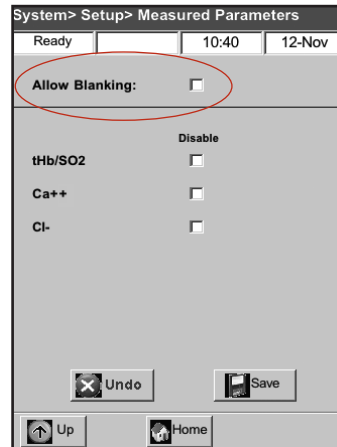 System> Setup> Measured Parameters
Ready 10:40 12-Nov
Allow Blanking:
Disable
tHb/SO2
Ca++
Cl-
Undo Save
Up Home